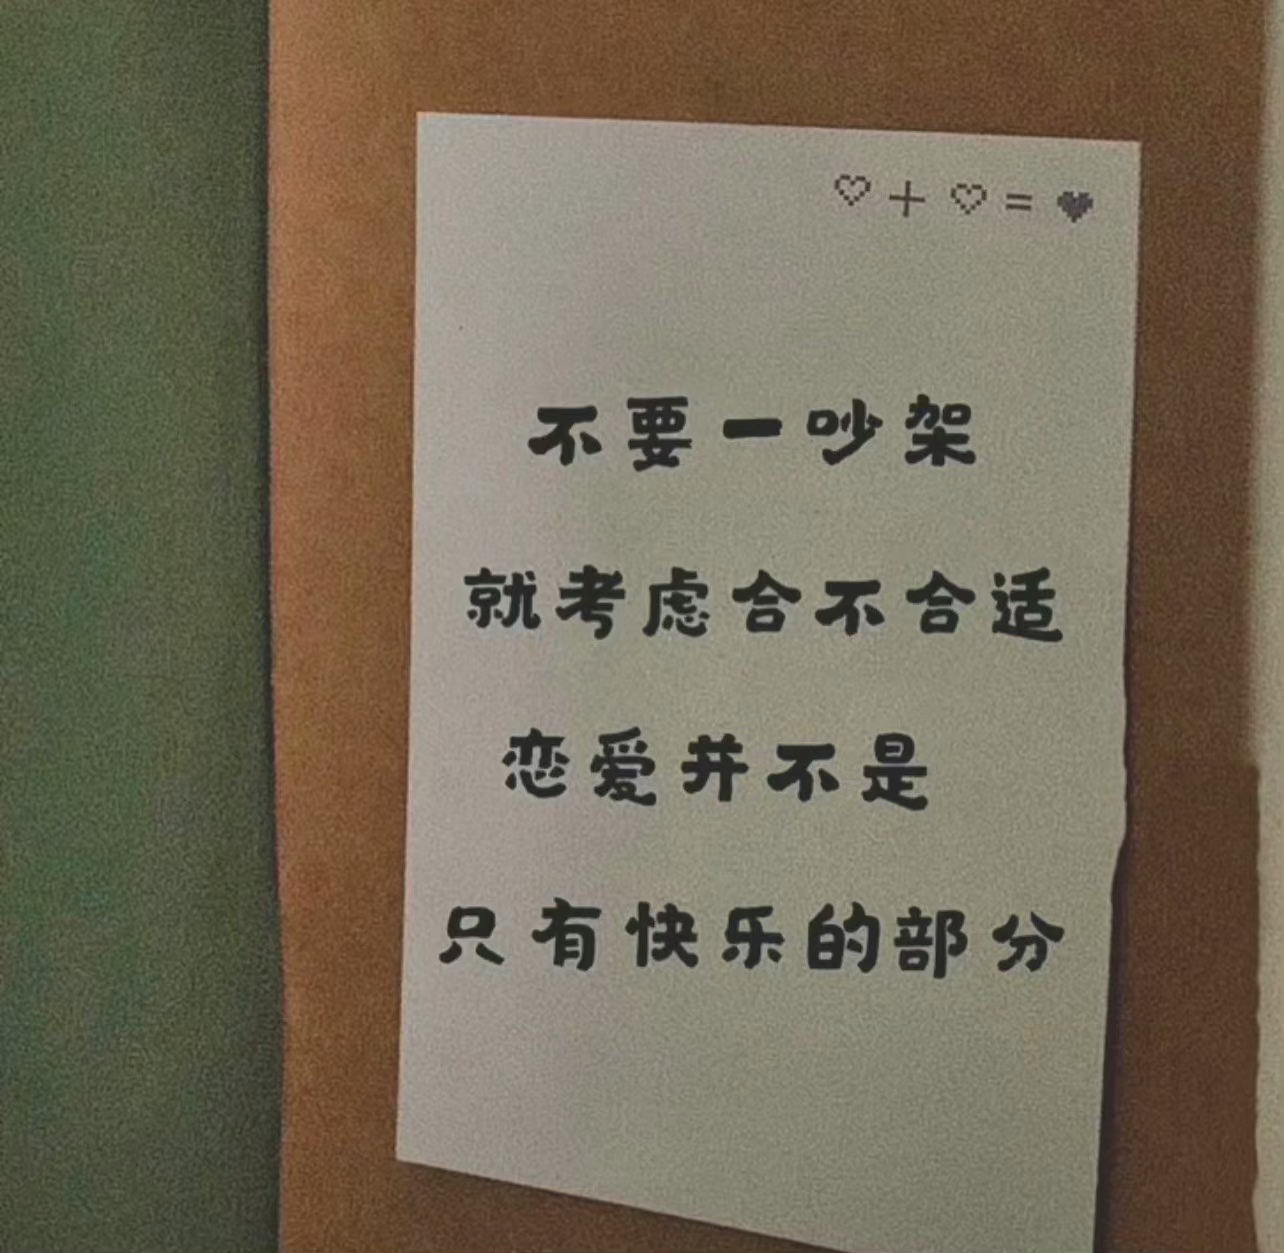 ♡+♡=♥
不要一吵架
就考虑合不合适
恋爱并不是
只有快乐的部分